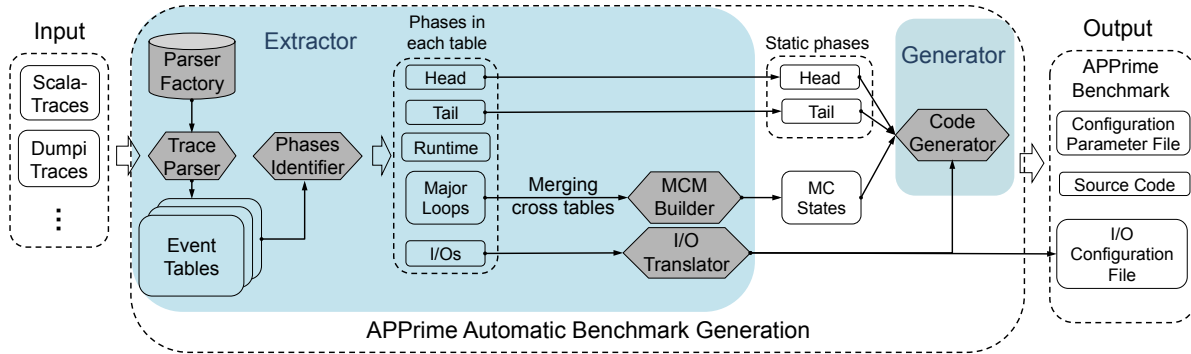 Input
Scala-
Traces
Dumpi
Traces
...
Extractor
Parser
Factory
Trace
Parser
Event
Tables
Phases
Identifier
Phases in
each table
Head
Tail
Runtime
Major
Loops
I/Os
Merging
cross tables
MCM
Builder
I/O
Translator
Static phases
Head
Tail
MC
States
Generator
Code
Generator
APPrime Automatic Benchmark Generation
Output
APPrime
Benchmark
Configuration
Parameter File
Source Code
I/O
Configuration
File